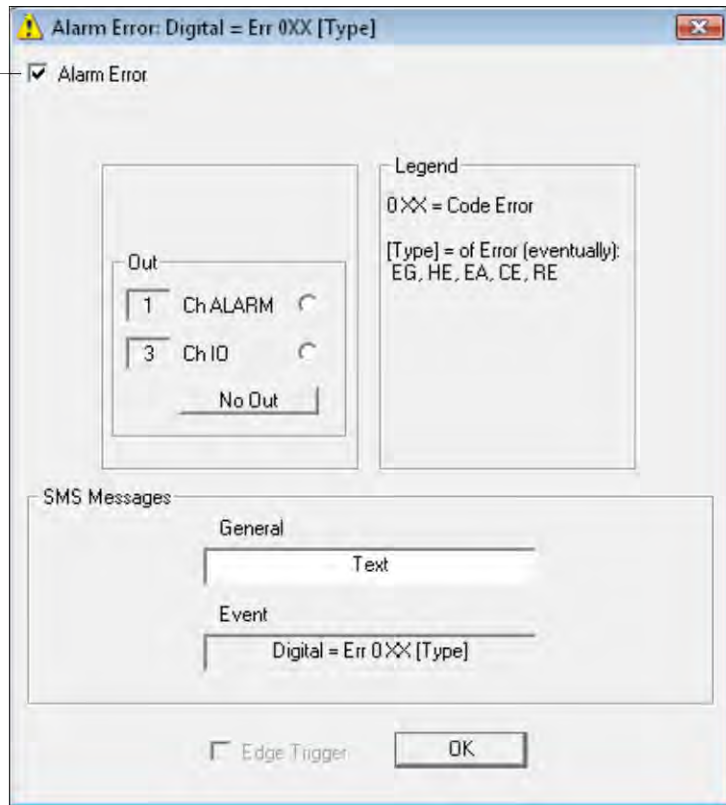 Alarm Error: Digital = Err 0XX [Type]
Alarm Error
Out
1 Ch ALARM
3 Ch IO
No Out
Legend
0XX = Code Error
[Type] = of Error (eventually):
EG, HE, EA, CE, RE
SMS Messages
General
Text
Event
Digital = Err 0XX [Type]
Edge Trigger
OK